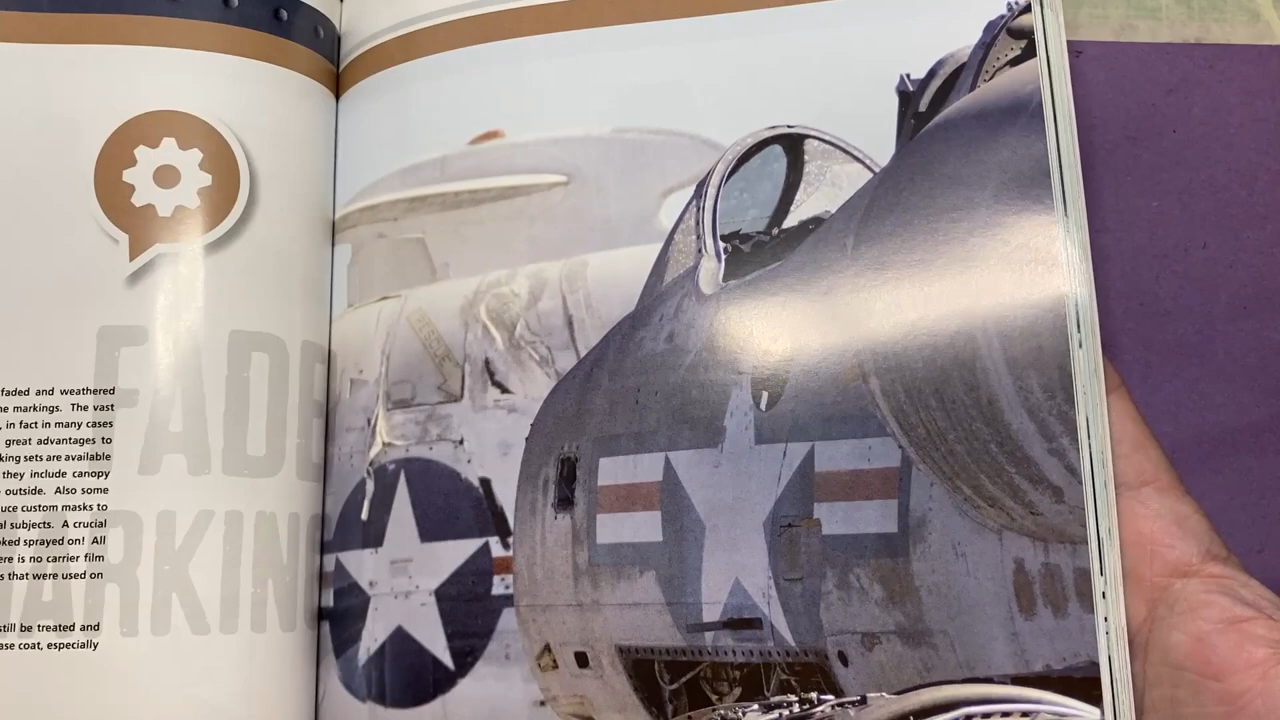 FADE
MARKING
faded and weathered
ne markings. The vast
, in fact in many cases
great advantages to
king sets are available
they include canopy
outside. Also some
uce custom masks to
al subjects. A crucial
oked sprayed on! All
ere is no carrier film
s that were used on
still be treated and
ase coat, especially
RESCUE